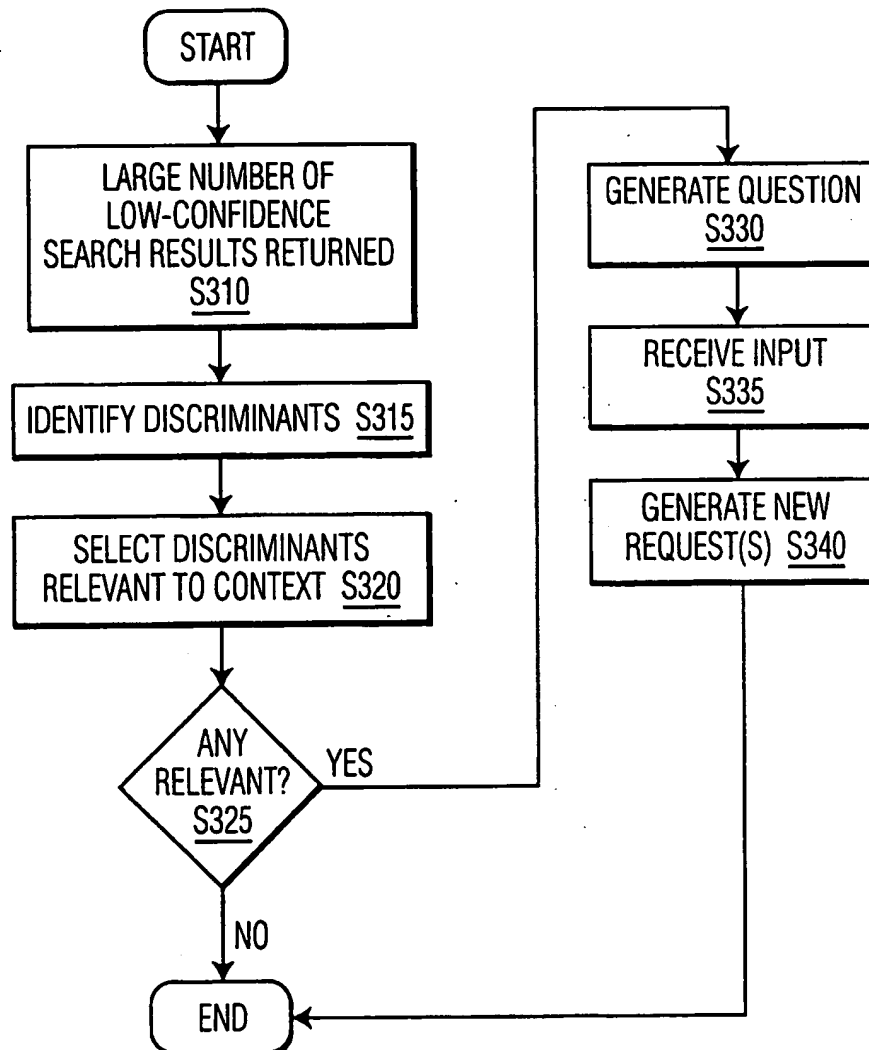 START
LARGE NUMBER OF
LOW-CONFIDENCE
SEARCH RESULTS RETURNED
S310
IDENTIFY DISCRIMINANTS S315
SELECT DISCRIMINANTS
RELEVANT TO CONTEXT S320
ANY
RELEVANT?
S325
YES
NO
END
GENERATE QUESTION
S330
RECEIVE INPUT
S335
GENERATE NEW
REQUEST(S) S340